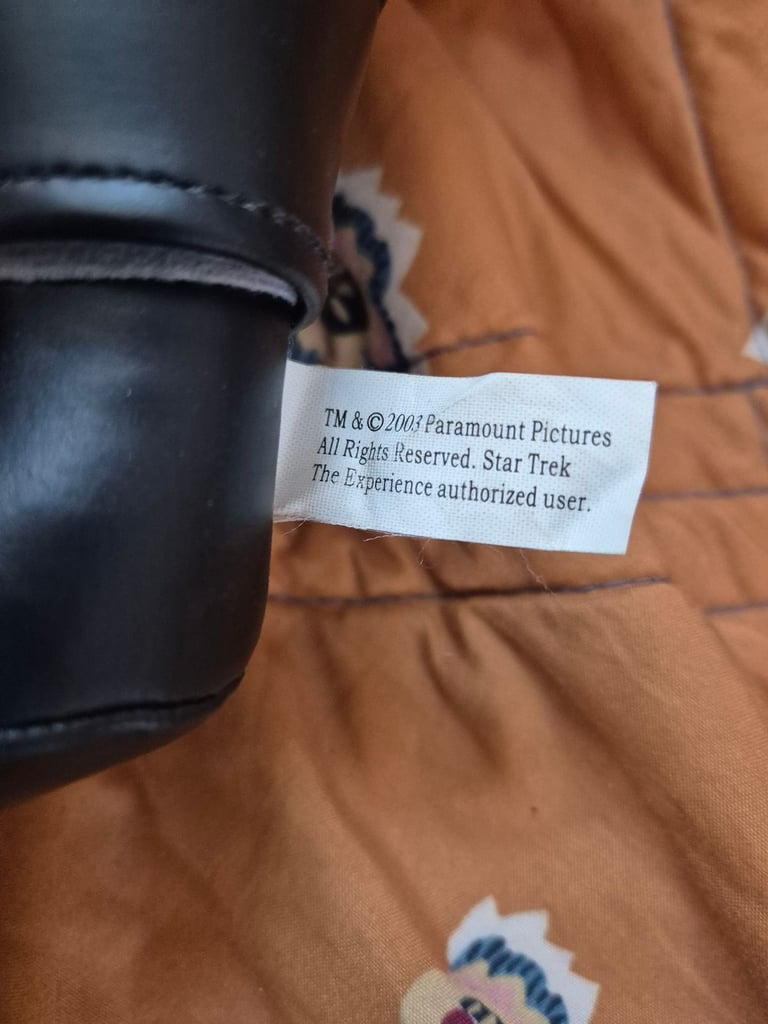 TM & © 2003 Paramount Pictures
All Rights Reserved. Star Trek
The Experience authorized user.